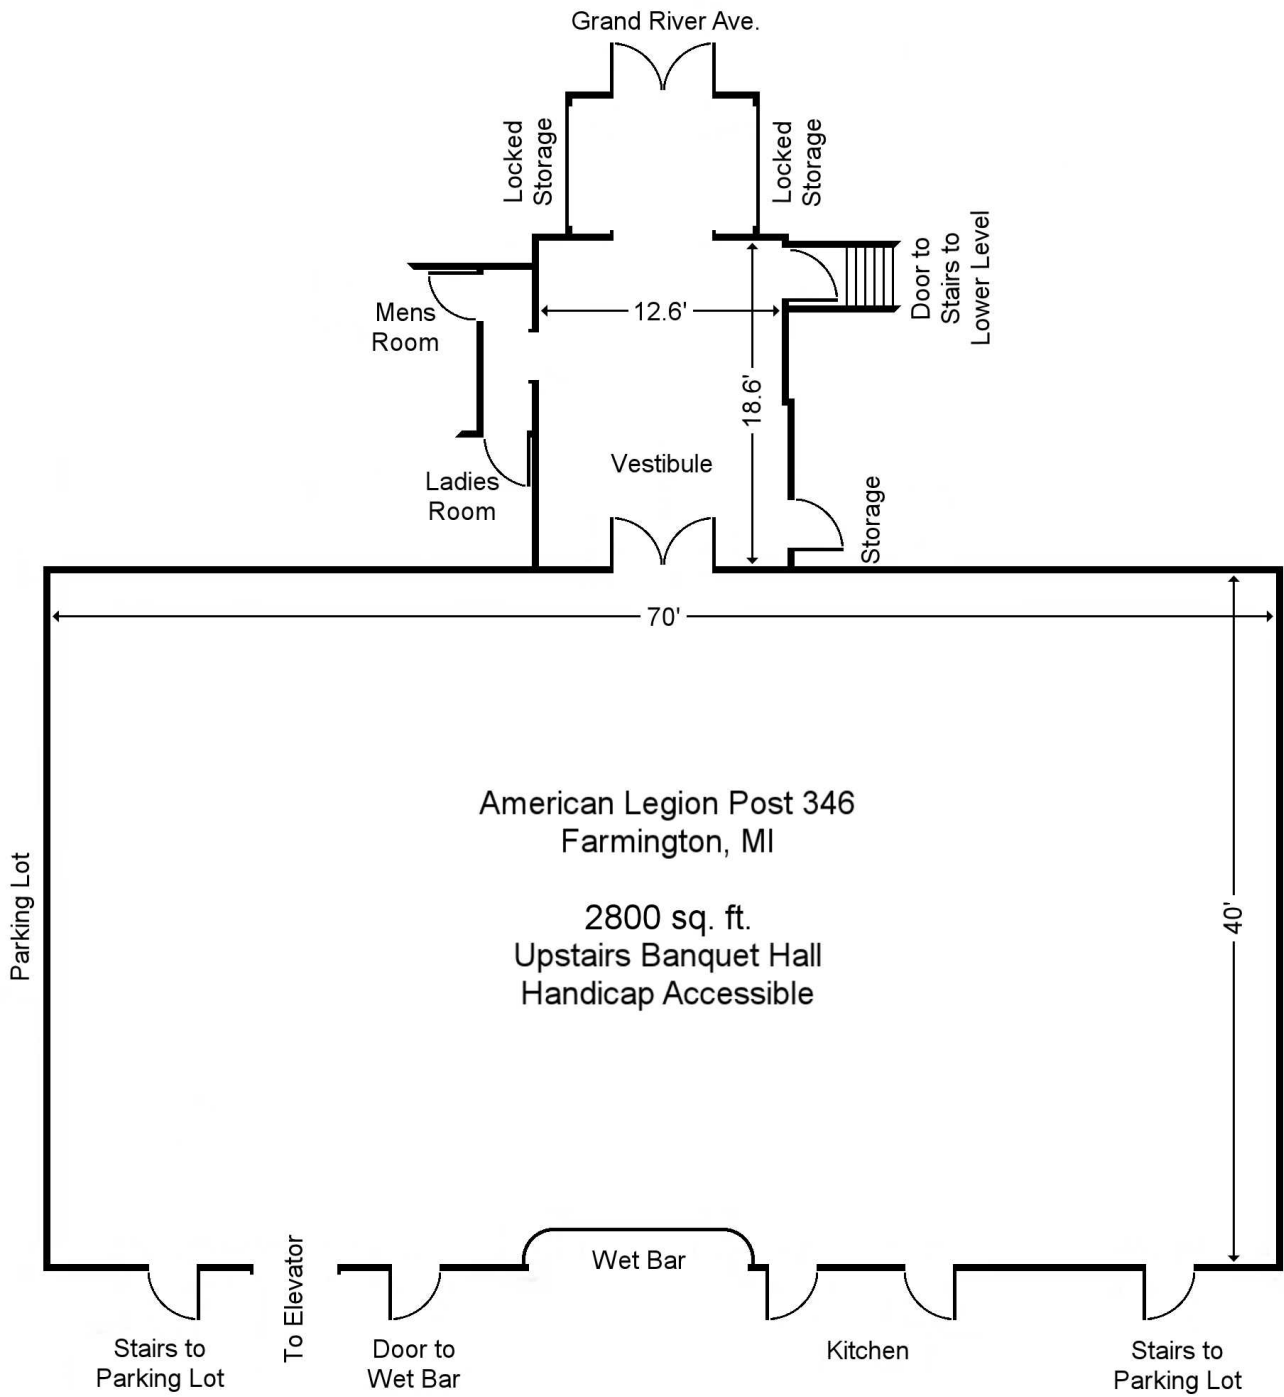 Grand River Ave.
Locked
Storage
Locked
Storage
Door to
Stairs to
Lower Level
Mens
Room
12.6'
18.6'
Vestibule
Ladies
Room
Storage
70'
American Legion Post 346
Farmington, MI
2800 sq. ft.
Upstairs Banquet Hall
Handicap Accessible
Parking Lot
40'
Wet Bar
To Elevator
Stairs to
Parking Lot
Door to
Wet Bar
Kitchen
Stairs to
Parking Lot